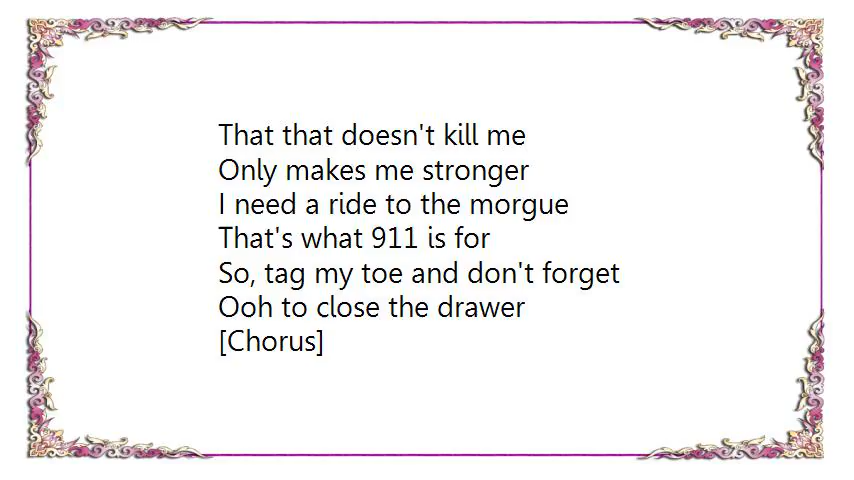 That that doesn't kill me
Only makes me stronger
I need a ride to the morgue
That's what 911 is for
So, tag my toe and don't forget
Ooh to close the drawer
[Chorus]